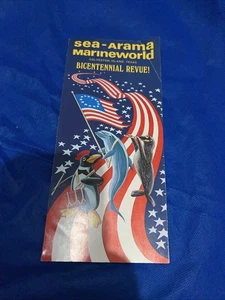 sea-Arama
Marineworld
GALVESTON ISLAND TEXAS
BICENTENNIAL REVUE!